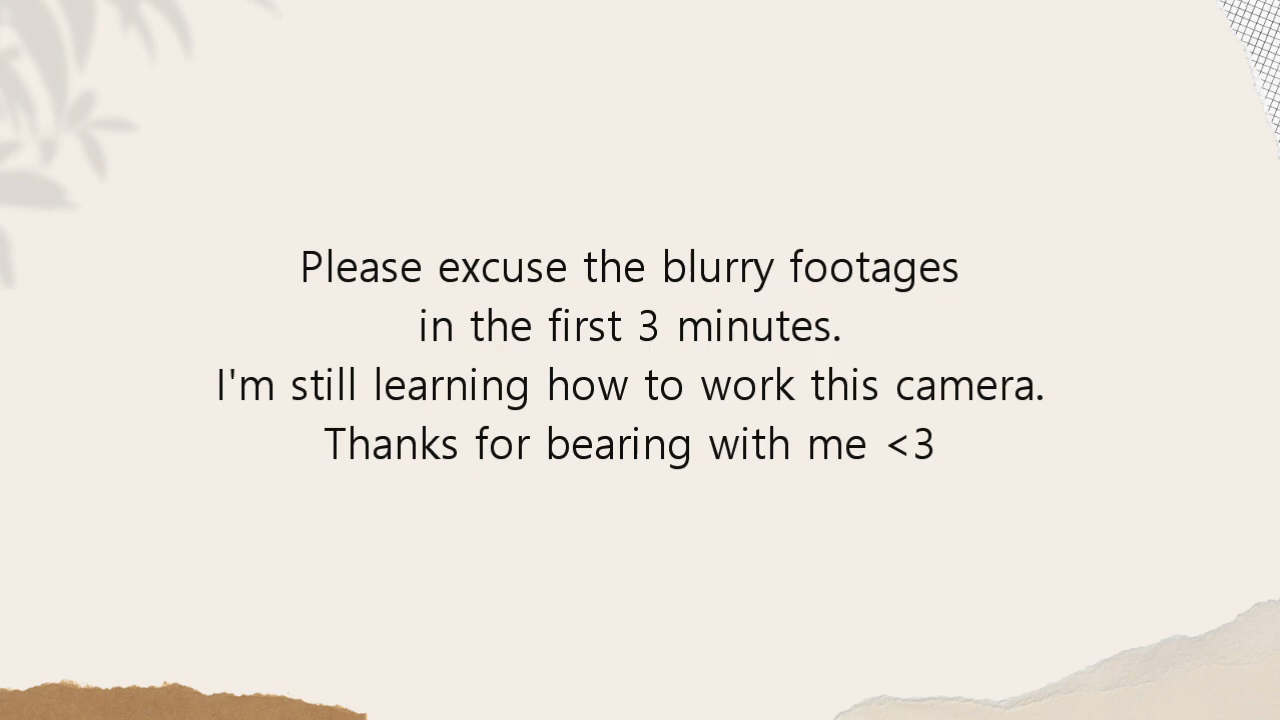 Please excuse the blurry footages
in the first 3 minutes.
I'm still learning how to work this camera.
Thanks for bearing with me <3